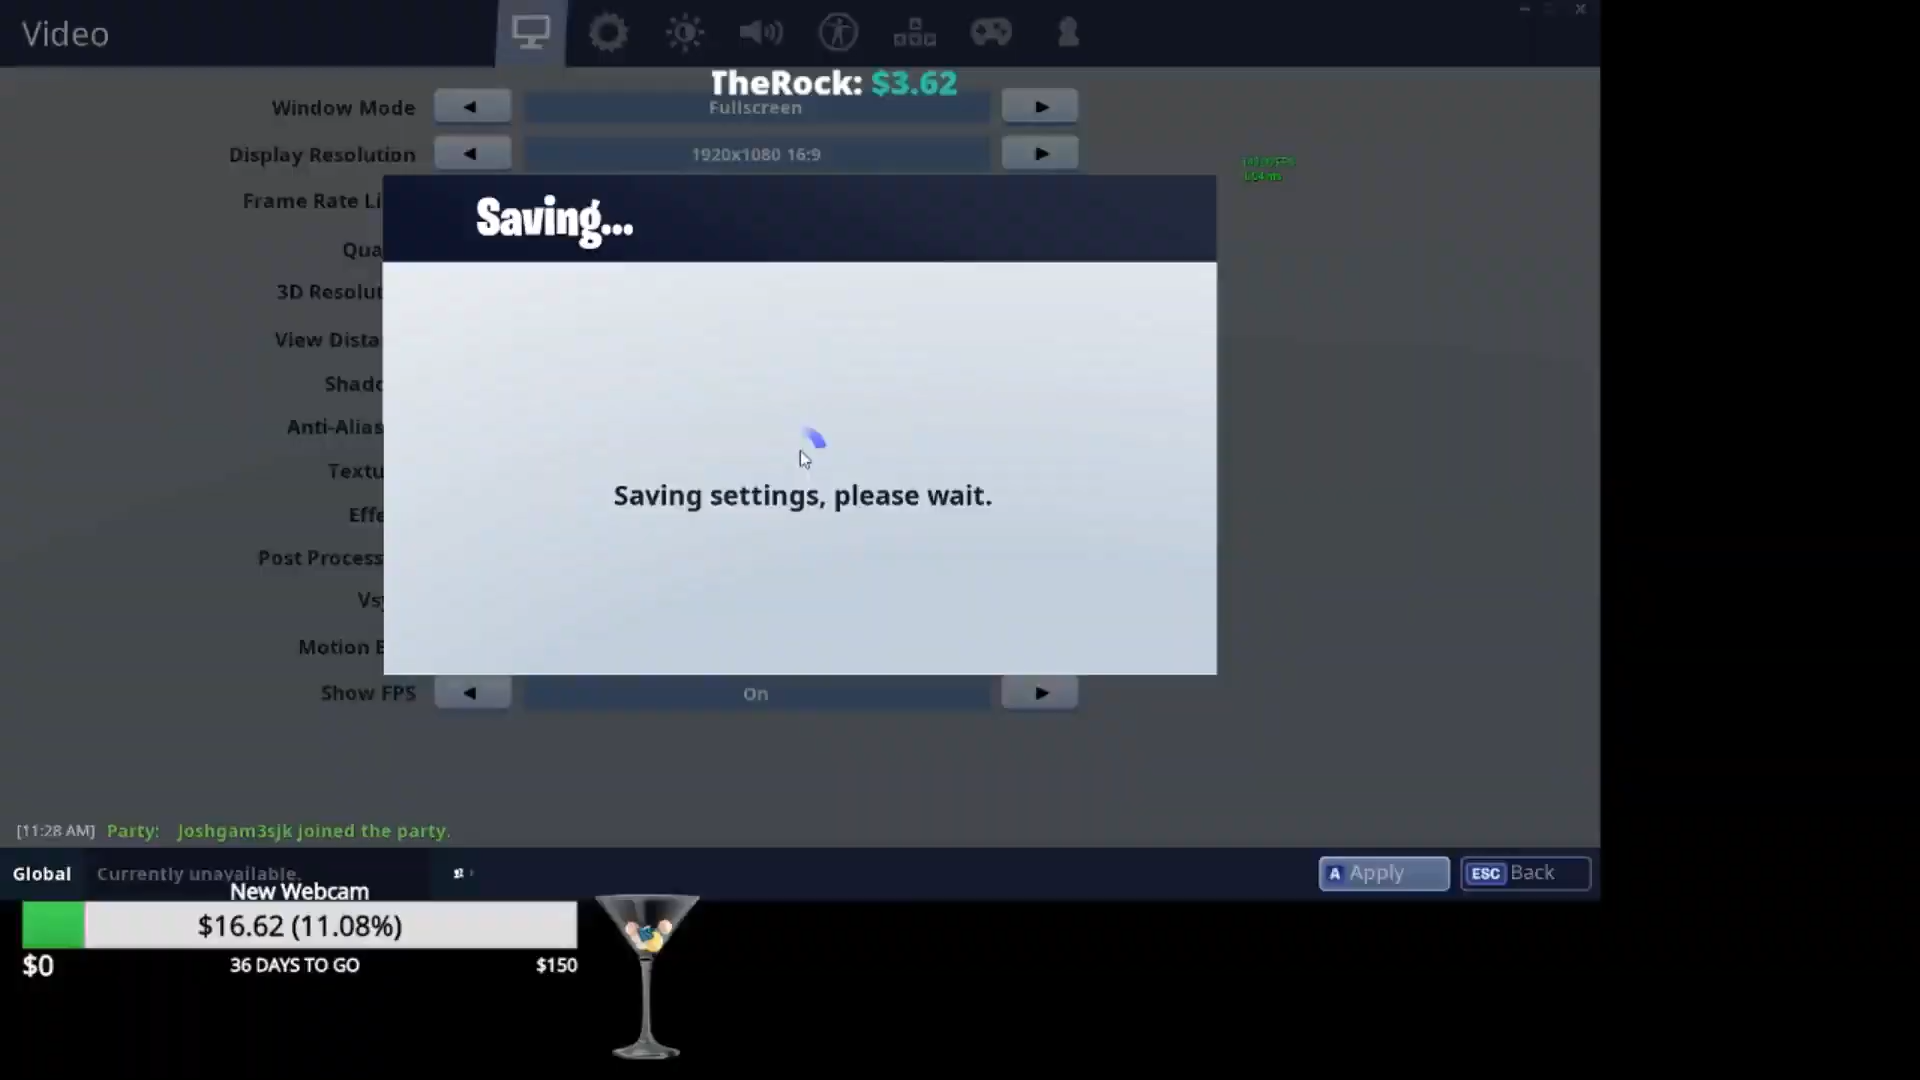 Video
TheRock: $3.62
Window Mode
Fullscreen
Display Resolution
1920x1080 16:9
Frame Rate Li
Saving...
Qua
3D Resolut
View Dista
Shado
Anti-Alias
Textu
Saving settings, please wait.
Effe
Post Process
Vsy
Motion B
Show FPS
On
[11:28 AM] Party: Joshgam3sjk joined the party.
Global
Currently unavailable.
A Apply
ESC Back
New Webcam
$16.62 (11.08%)
$0
36 DAYS TO GO
$150